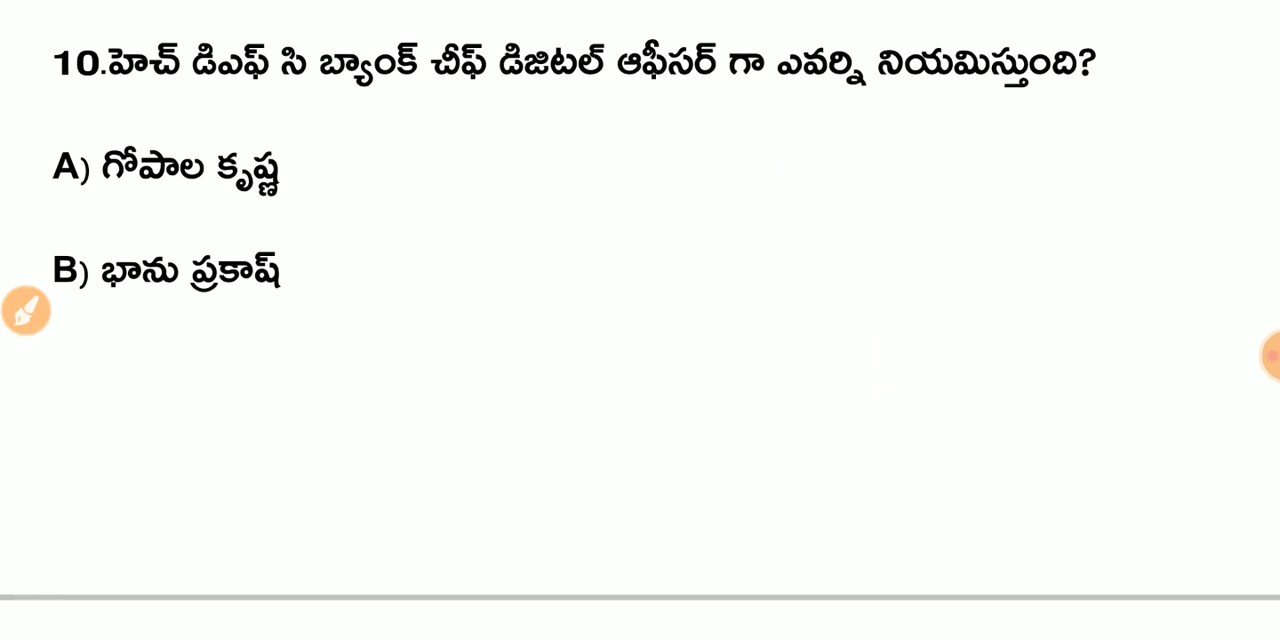 10.హెచ్ డిఎఫ్ సి బ్యాంక్ చీఫ్ డిజిటల్ ఆఫీసర్ గా ఎవర్ని నియమిస్తుంది?
A) గోపాల కృష్ణ
B) భాను ప్రకాష్